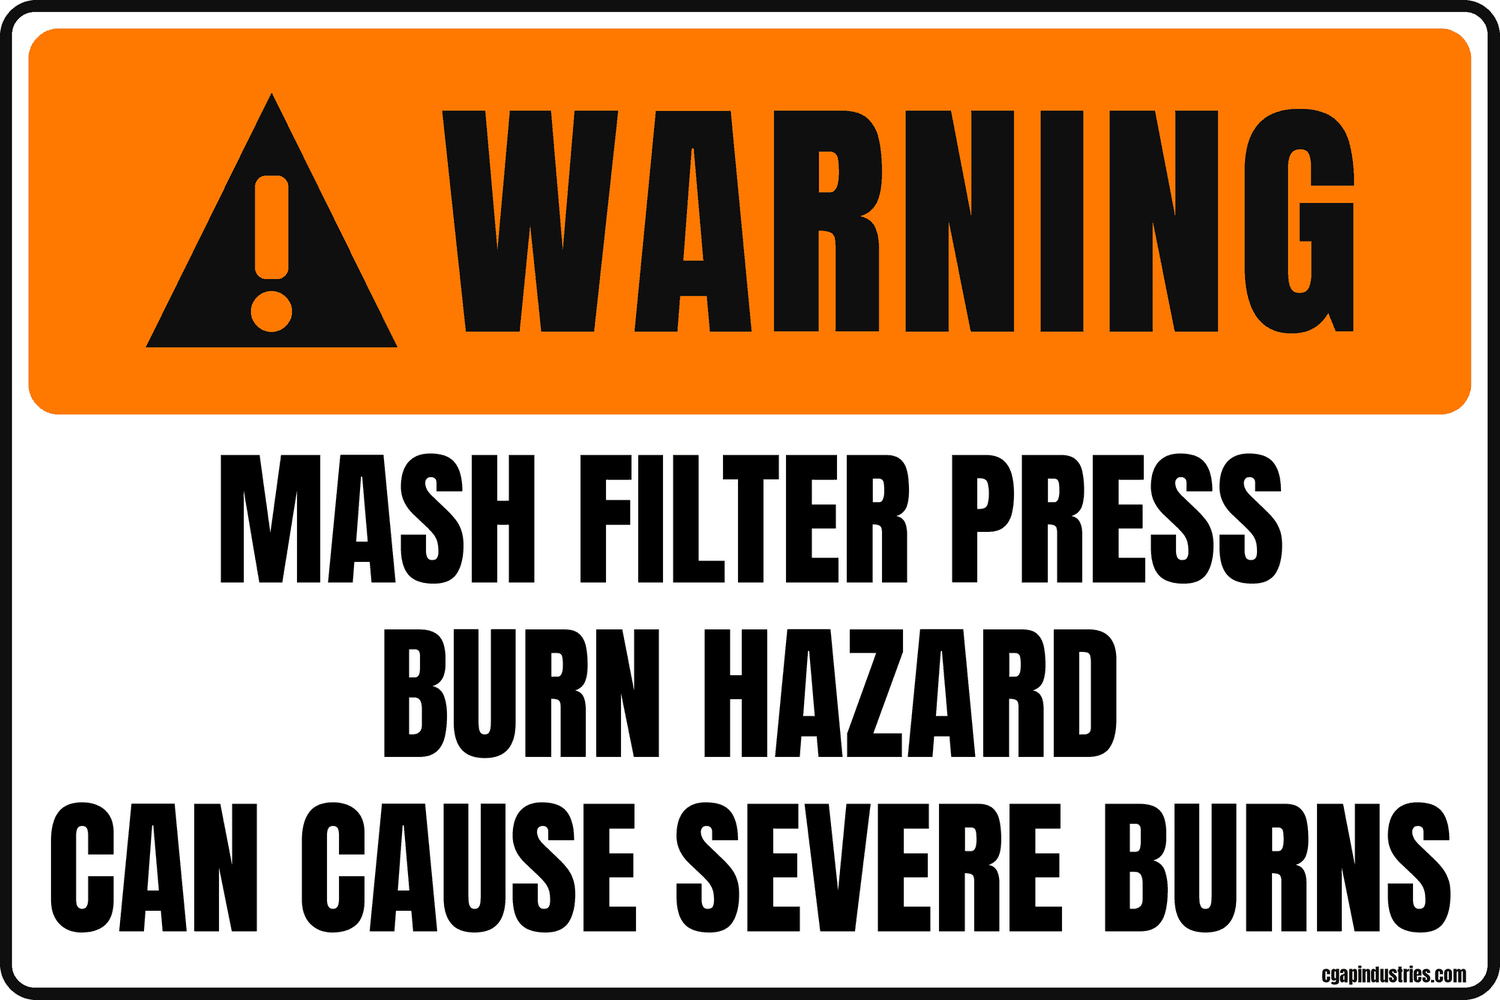 WARNING
MASH FILTER PRESS
BURN HAZARD
CAN CAUSE SEVERE BURNS
cgapindustries.com